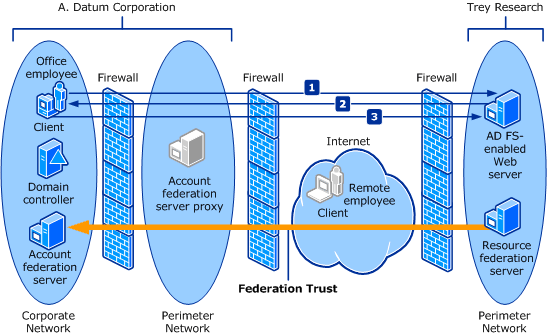 A. Datum Corporation
Trey Research
Office
employee
Firewall
Firewall
Firewall
1
2
3
Client
AD FS-
enabled
Web
server
Internet
Domain
controller
Account
federation
server proxy
Remote
employee
Client
Account
federation
server
Resource
federation
server
Federation Trust
Corporate
Network
Perimeter
Network
Perimeter
Network